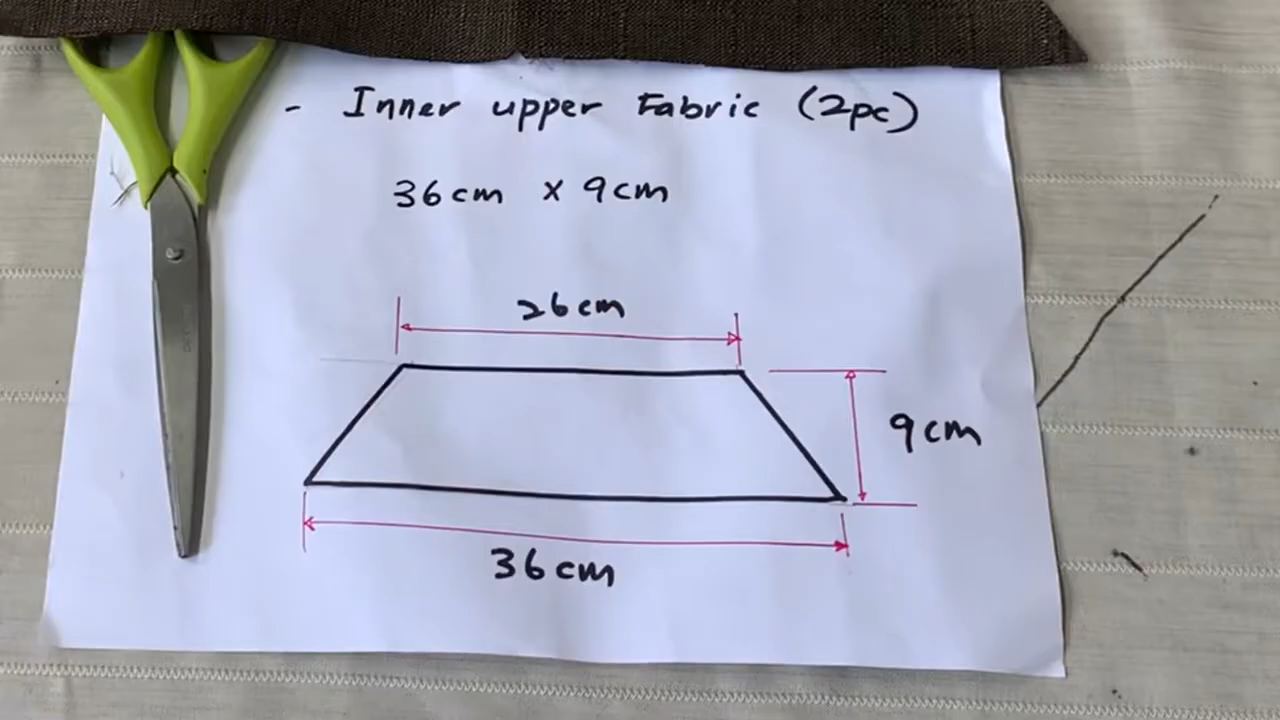 - Inner upper Fabric (2pc)
36cm x 9cm
26cm
9cm
36cm